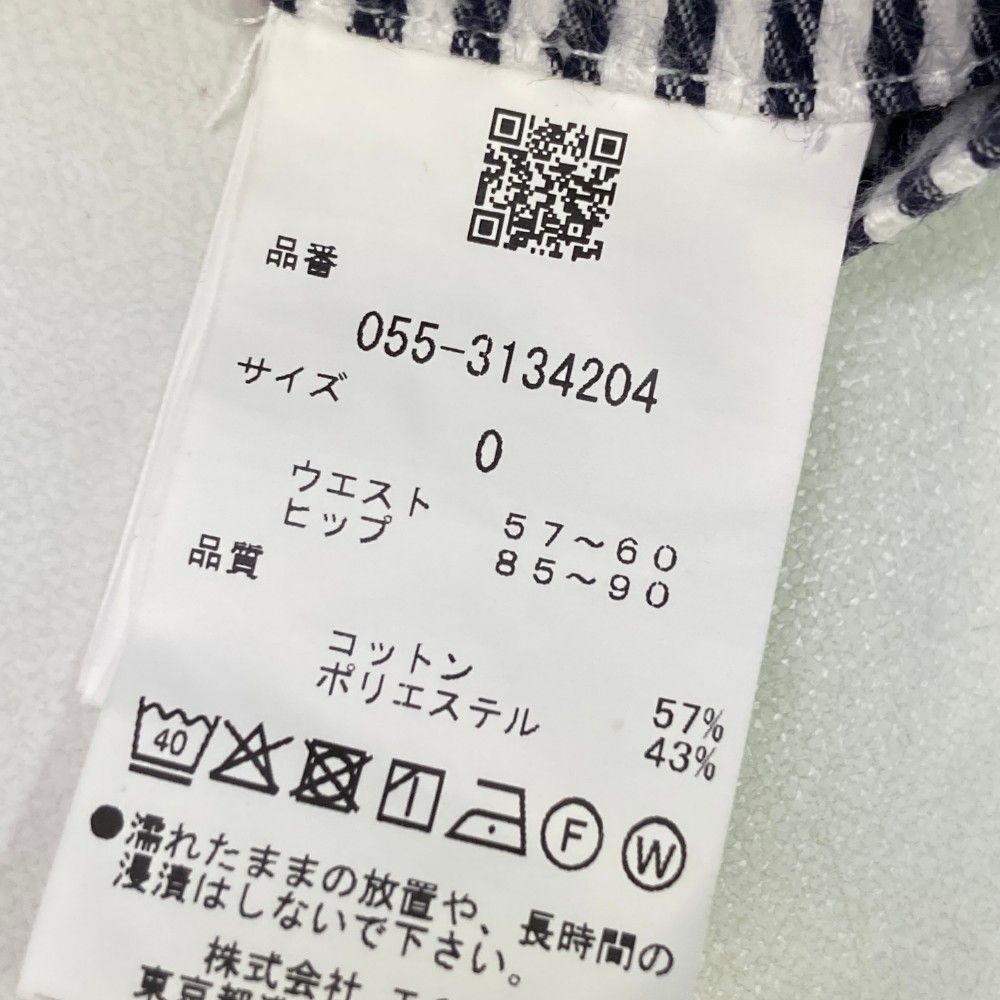 品番
055-3134204
サイズ
0
ウエスト 57～60
ヒップ 85～90
品質
コットン 57%
ポリエステル 43%
40
F W
●濡れたままの放置や、長時間の
浸漬はしないで下さい。
株式会社
東京都